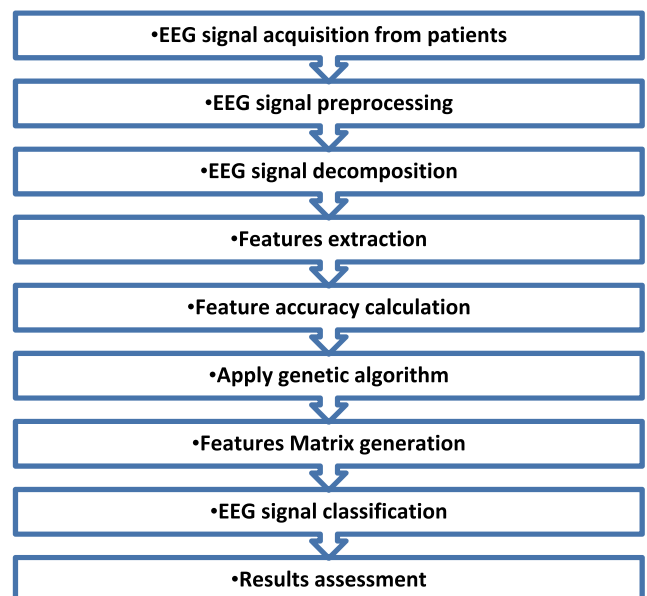 •EEG signal acquisition from patients
•EEG signal preprocessing
•EEG signal decomposition
•Features extraction
•Feature accuracy calculation
•Apply genetic algorithm
•Features Matrix generation
•EEG signal classification
•Results assessment